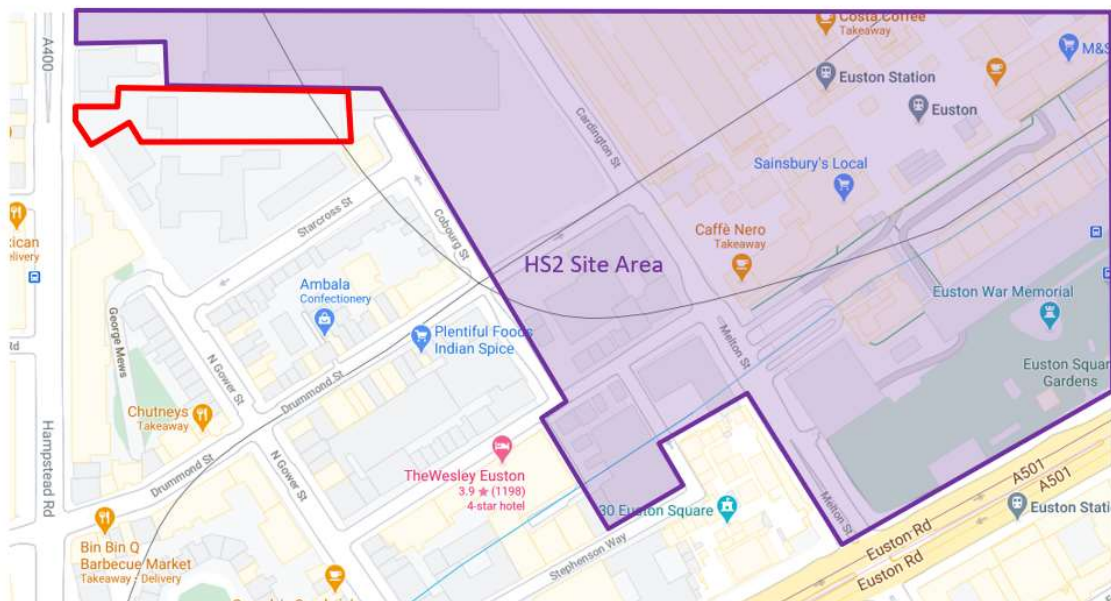 A400
Costa Coffee
Takeaway
M&S
Euston Station
Euston
Cardington St
Sainsbury's Local
Starcross St
Cobourg St
Caffè Nero
Takeaway
xican
elivery
HS2 Site Area
Ambala
Confectionery
Euston War Memorial
Plentiful Foods
Indian Spice
Melton St
George Mews
Rd
Euston Squar
Gardens
N Gower St
Drummond St
Chutneys
Takeaway
Hampstead Rd
N Gower St
TheWesley Euston
3.9 ★ (1198)
4-star hotel
A501
A501
Drummond St
30 Euston Square
Melton St
Euston Stati
Bin Bin Q
Barbecue Market
Takeaway - Delivery
Stephenson Way
Euston Rd
Euston Rd